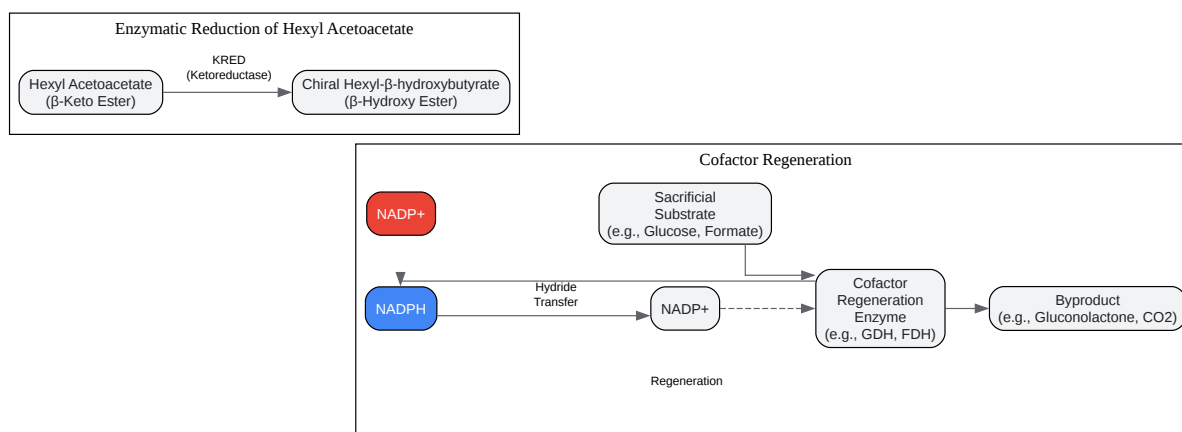 Enzymatic Reduction of Hexyl Acetoacetate
KRED
(Ketoreductase)
Hexyl Acetoacetate
(β-Keto Ester)
Chiral Hexyl-β-hydroxybutyrate
(β-Hydroxy Ester)
Cofactor Regeneration
NADP+
Sacrificial
Substrate
(e.g., Glucose, Formate)
NADPH
Hydride
Transfer
NADP+
Cofactor
Regeneration
Enzyme
(e.g., GDH, FDH)
Byproduct
(e.g., Gluconolactone, CO2)
Regeneration